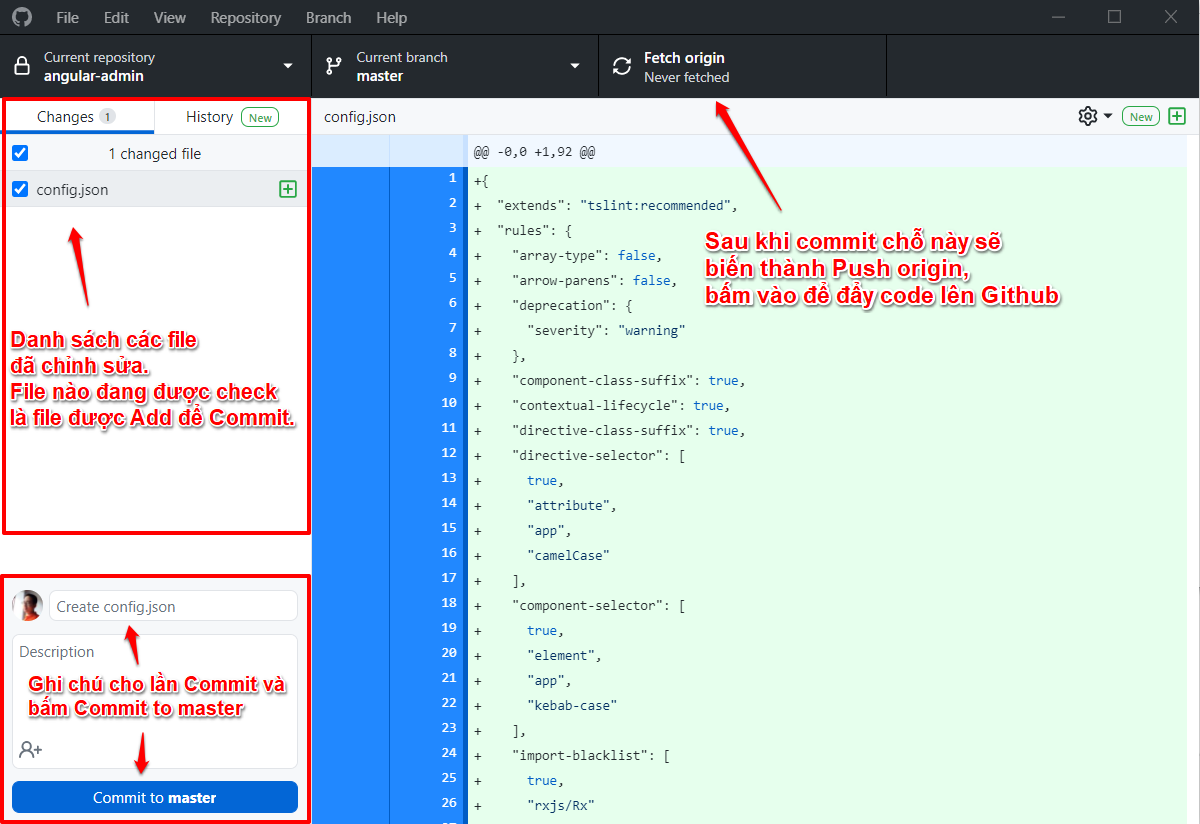 File Edit View Repository Branch Help
Current repository
angular-admin
Current branch
master
Fetch origin
Never fetched
Changes 1
History New
1 changed file
config.json
Danh sách các file
đã chỉnh sửa.
File nào đang được check
là file được Add để Commit.
Create config.json
Description
Ghi chú cho lần Commit và
bấm Commit to master
Commit to master
config.json
New
@@ -0,0 +1,92 @@
1 +{
2 + "extends": "tslint:recommended",
3 + "rules": {
4 + "array-type": false,
5 + "arrow-parens": false,
6 + "deprecation": {
7 + "severity": "warning"
8 + },
9 + "component-class-suffix": true,
10 + "contextual-lifecycle": true,
11 + "directive-class-suffix": true,
12 + "directive-selector": [
13 + true,
14 + "attribute",
15 + "app",
16 + "camelCase"
17 + ],
18 + "component-selector": [
19 + true,
20 + "element",
21 + "app",
22 + "kebab-case"
23 + ],
24 + "import-blacklist": [
25 + true,
26 + "rxjs/Rx"
Sau khi commit chỗ này sẽ
biến thành Push origin,
bấm vào để đẩy code lên Github